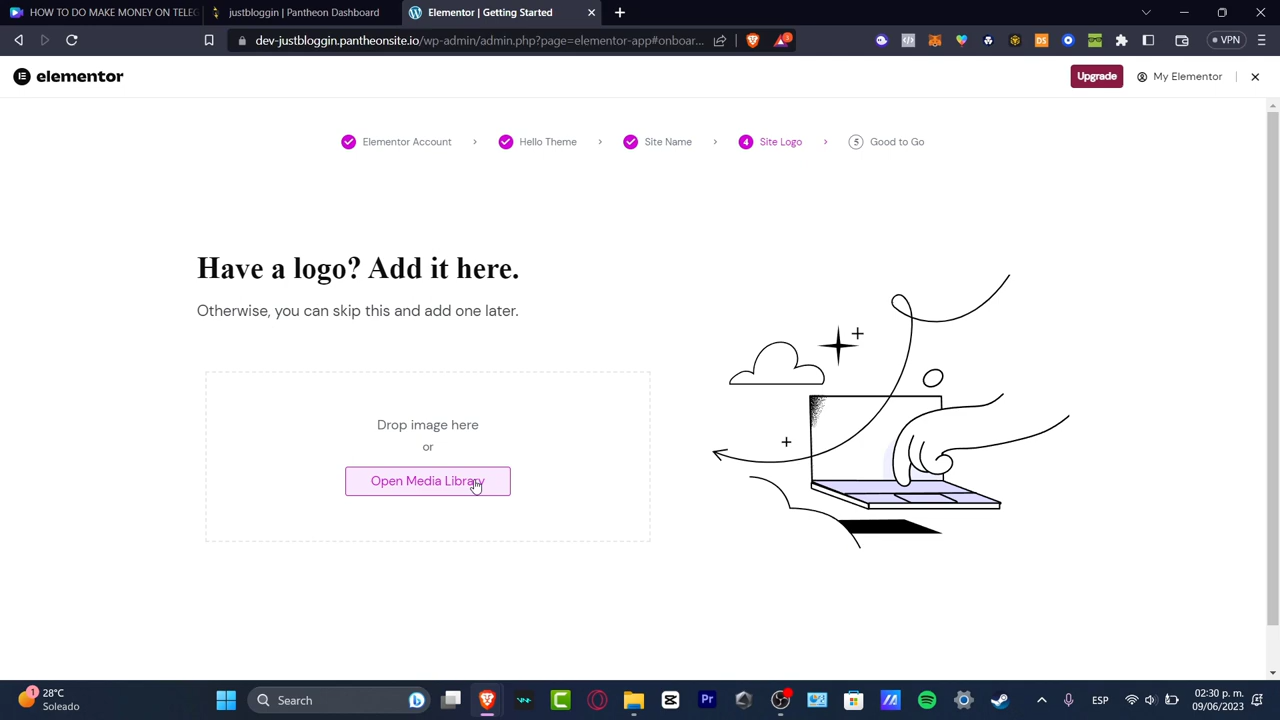 HOW TO DO MAKE MONEY ON TELEC
justbloggin | Pantheon Dashboard
Elementor | Getting Started
dev-justbloggin.pantheonsite.io/wp-admin/admin.php?page=elementor-app#onboar...
3
VPN
elementor
Upgrade
My Elementor
Elementor Account
Hello Theme
Site Name
4 Site Logo
5 Good to Go
Have a logo? Add it here.
Otherwise, you can skip this and add one later.
Drop image here
or
Open Media Library
1
28°C
Soleado
Search
Pr
ESP
02:30 p. m.
09/06/2023